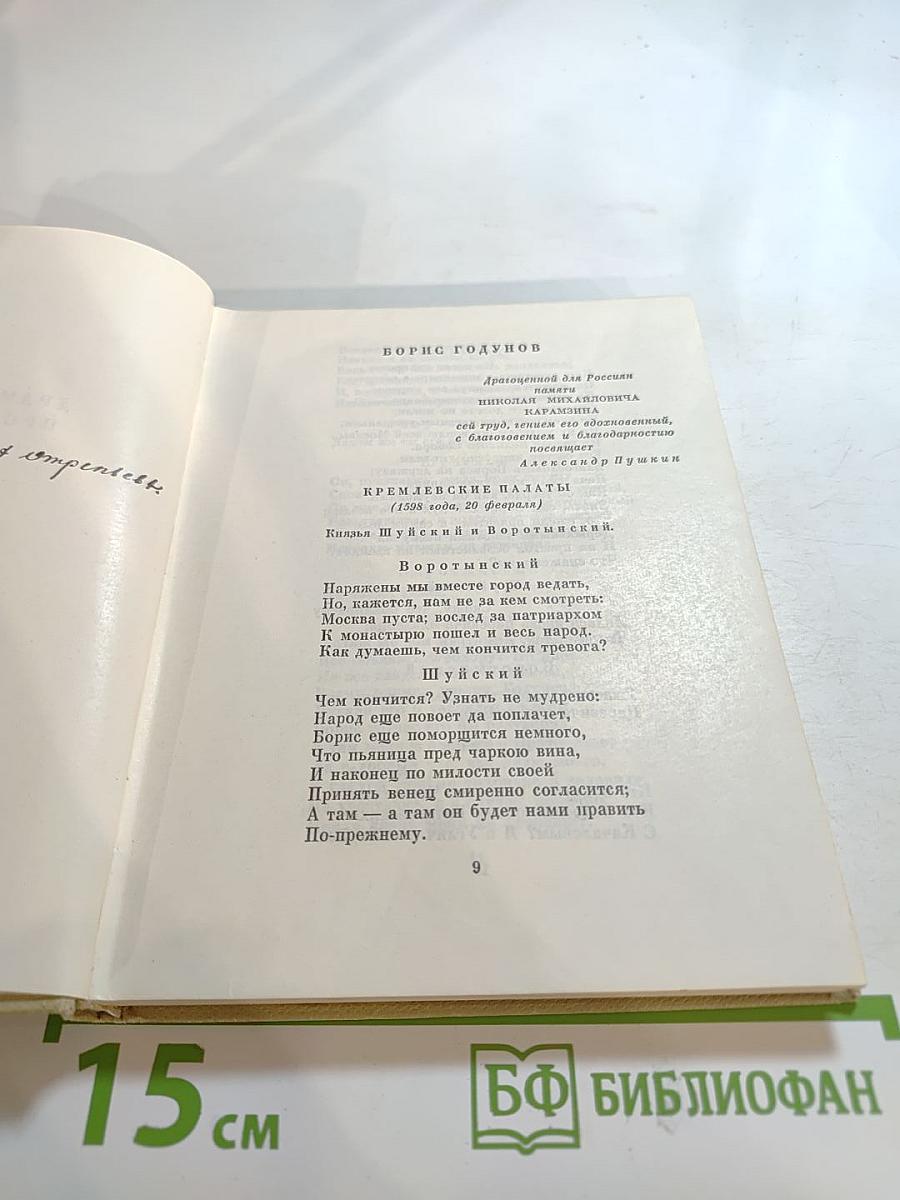 Отрепьев.
БОРИС ГОДУНОВ
Драгоценной для Россиян
памяти
НИКОЛАЯ МИХАЙЛОВИЧА
КАРАМЗИНА
сей труд, гением его вдохновенный,
с благоговением и благодарностию
посвящает
Александр Пушкин
КРЕМЛЕВСКИЕ ПАЛАТЫ
(1598 года, 20 февраля)
Князья Шуйский и Воротынский.
Воротынский
Наряжены мы вместе город ведать,
Но, кажется, нам не за кем смотреть:
Москва пуста; вослед за патриархом
К монастырю пошел и весь народ.
Как думаешь, чем кончится тревога?
Шуйский
Чем кончится? Узнать не мудрено:
Народ еще повоет да поплачет,
Борис еще поморщится немного,
Что пьяница пред чаркою вина,
И наконец по милости своей
Принять венец смиренно согласится;
А там — а там он будет нами править
По-прежнему.
9
15 см
БФ БИБЛИОФАН